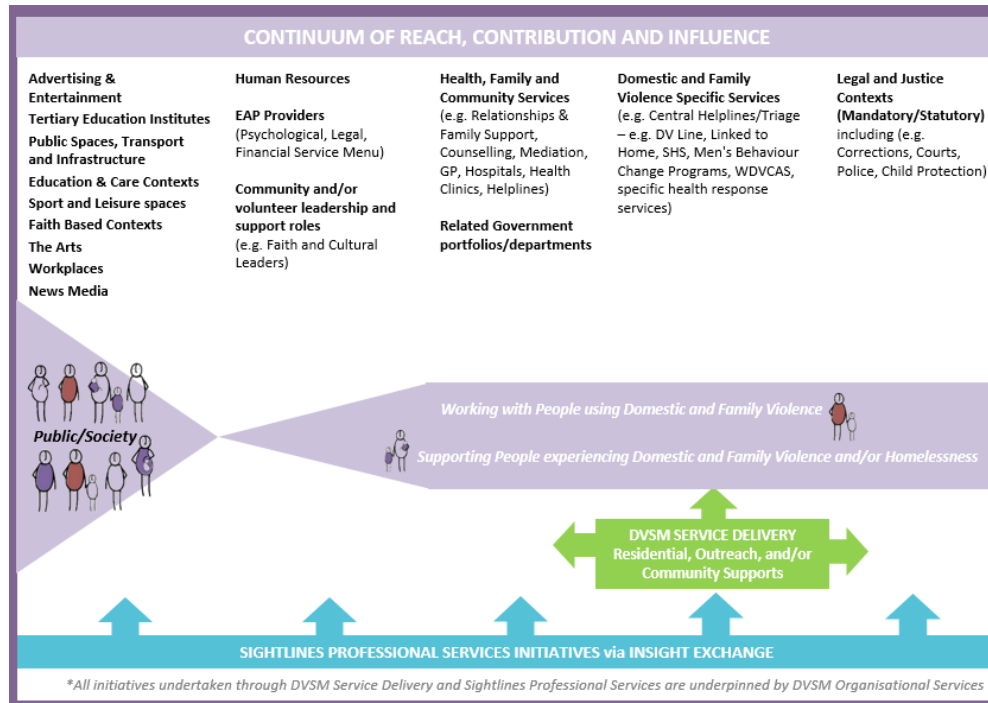 CONTINUUM OF REACH, CONTRIBUTION AND INFLUENCE
Advertising &
Entertainment
Tertiary Education Institutes
Public Spaces, Transport
and Infrastructure
Education & Care Contexts
Sport and Leisure spaces
Faith Based Contexts
The Arts
Workplaces
News Media
Human Resources
EAP Providers
(Psychological, Legal,
Financial Service Menu)
Community and/or
volunteer leadership and
support roles
(e.g. Faith and Cultural
Leaders)
Health, Family and
Community Services
(e.g. Relationships &
Family Support,
Counselling, Mediation,
GP, Hospitals, Health
Clinics, Helplines)
Related Government
portfolios/departments
Domestic and Family
Violence Specific Services
(e.g. Central Helplines/Triage
– e.g. DV Line, Linked to
Home, SHS, Men's Behaviour
Change Programs, WDVCAS,
specific health response
services)
Legal and Justice
Contexts
(Mandatory/Statutory)
including (e.g.
Corrections, Courts,
Police, Child Protection)
Public/Society
Working with People using Domestic and Family Violence
Supporting People experiencing Domestic and Family Violence and/or Homelessness
DVSM SERVICE DELIVERY
Residential, Outreach, and/or
Community Supports
SIGHTLINES PROFESSIONAL SERVICES INITIATIVES via INSIGHT EXCHANGE
*All initiatives undertaken through DVSM Service Delivery and Sightlines Professional Services are underpinned by DVSM Organisational Services